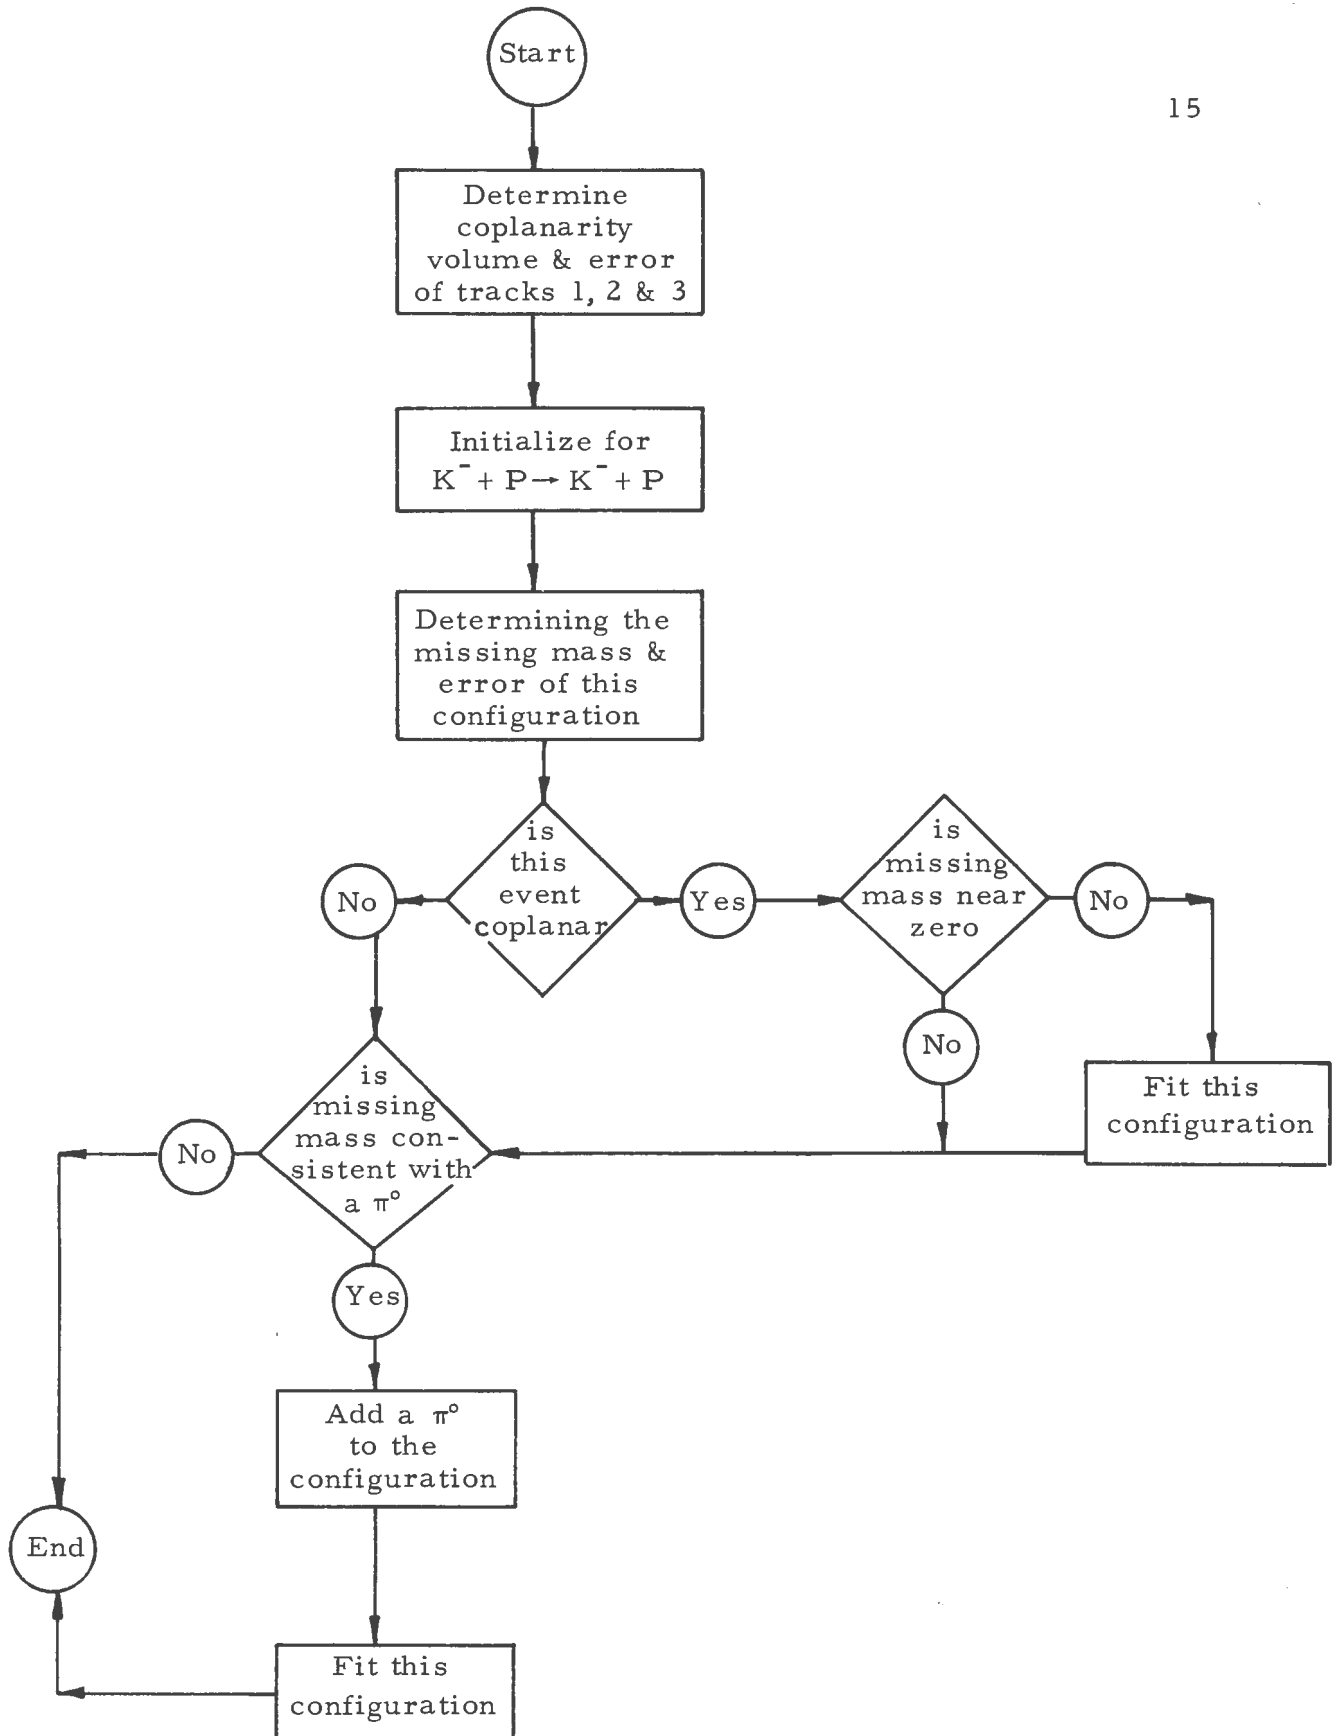 Start
15
Determine
coplanarity
volume & error
of tracks 1, 2 & 3
Initialize for
K⁻ + P → K⁻ + P
Determining the
missing mass &
error of this
configuration
is
this
event
coplanar
No
Yes
is
missing
mass near
zero
No
No
Fit this
configuration
is
missing
mass con-
sistent with
a π°
No
Yes
Add a π°
to the
configuration
End
Fit this
configuration